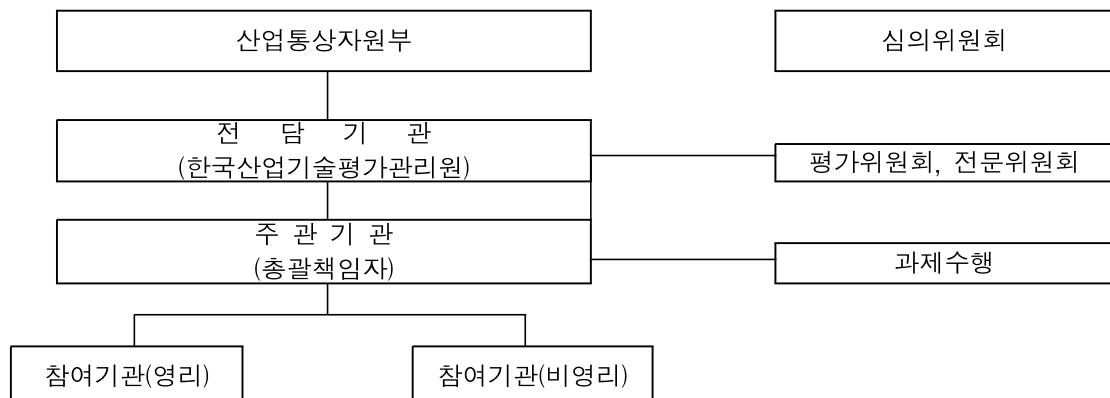 산업통상자원부
심의위원회
전 담 기 관
(한국산업기술평가관리원)
평가위원회, 전문위원회
주 관 기 관
(총괄책임자)
과제수행
참여기관(영리)
참여기관(비영리)